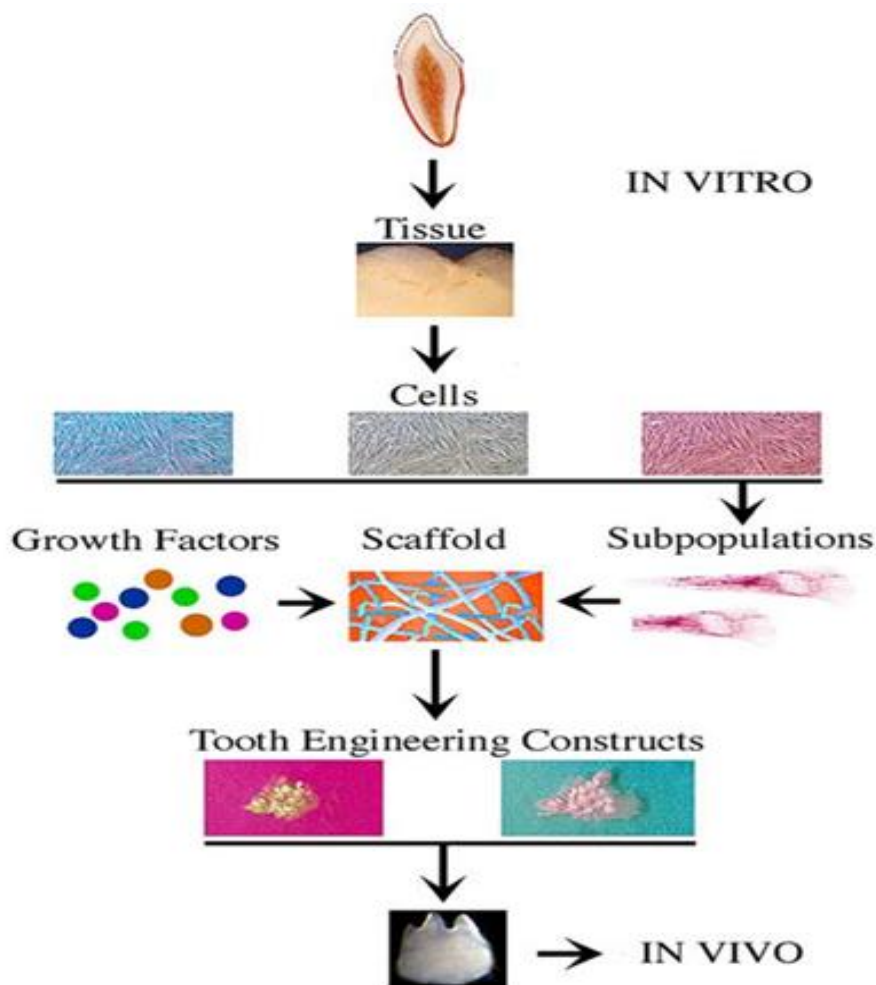 IN VITRO
Tissue
Cells
Growth Factors
Scaffold
Subpopulations
Tooth Engineering Constructs
IN VIVO